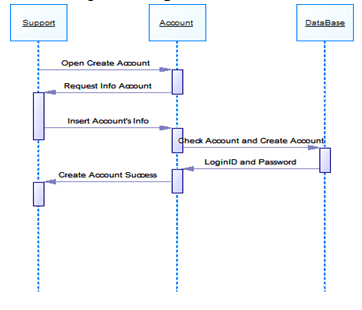 Support Account DataBase
Open Create Account
Request Info Account
Insert Account's Info
Check Account and Create Account
LoginID and Password
Create Account Success